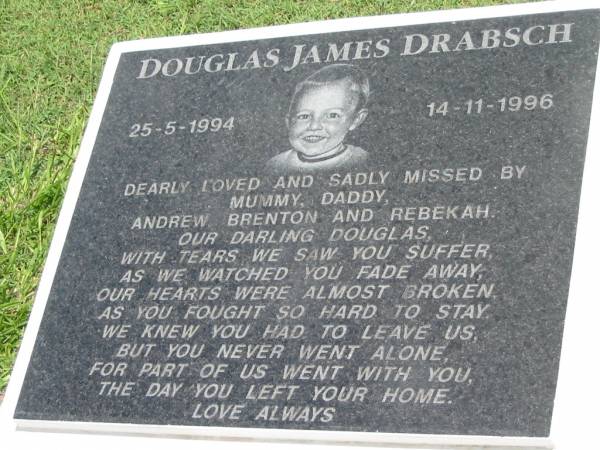 DOUGLAS JAMES DRABSCH
25-5-1994
14-11-1996
DEARLY LOVED AND SADLY MISSED BY
MUMMY, DADDY,
ANDREW, BRENTON AND REBEKAH.
OUR DARLING DOUGLAS,
WITH TEARS WE SAW YOU SUFFER,
AS WE WATCHED YOU FADE AWAY,
OUR HEARTS WERE ALMOST BROKEN,
AS YOU FOUGHT SO HARD TO STAY.
WE KNEW YOU HAD TO LEAVE US,
BUT YOU NEVER WENT ALONE,
FOR PART OF US WENT WITH YOU,
THE DAY YOU LEFT YOUR HOME.
LOVE ALWAYS